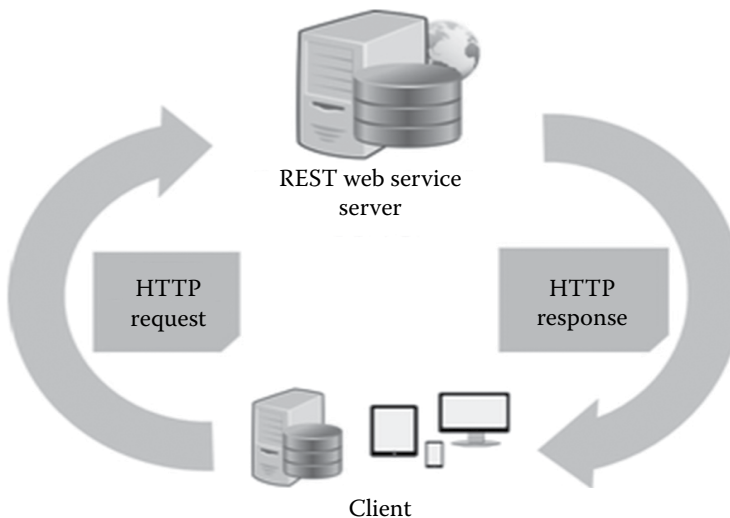 REST web service
server
HTTP
request
HTTP
response
Client